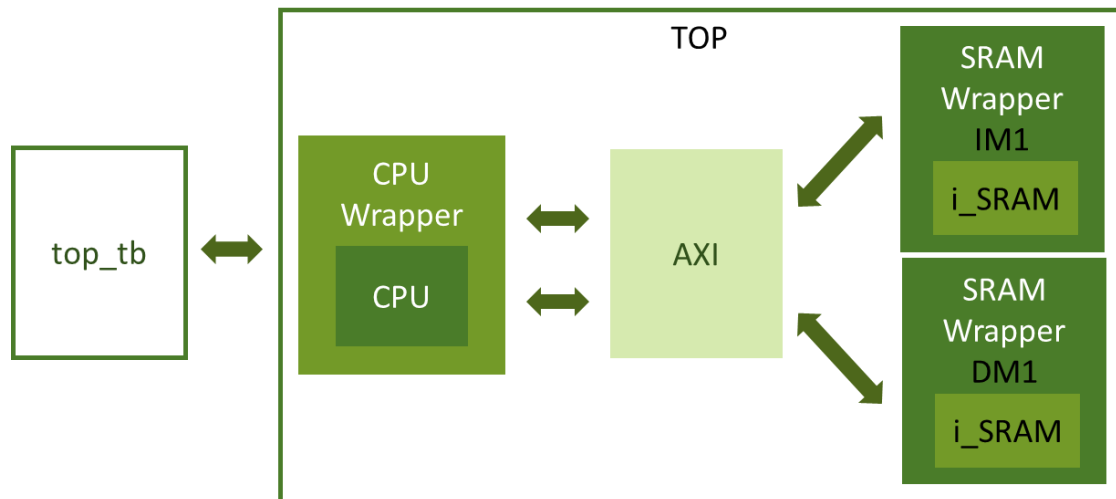 TOP
top_tb
CPU
Wrapper
CPU
AXI
SRAM
Wrapper
IM1
i_SRAM
SRAM
Wrapper
DM1
i_SRAM